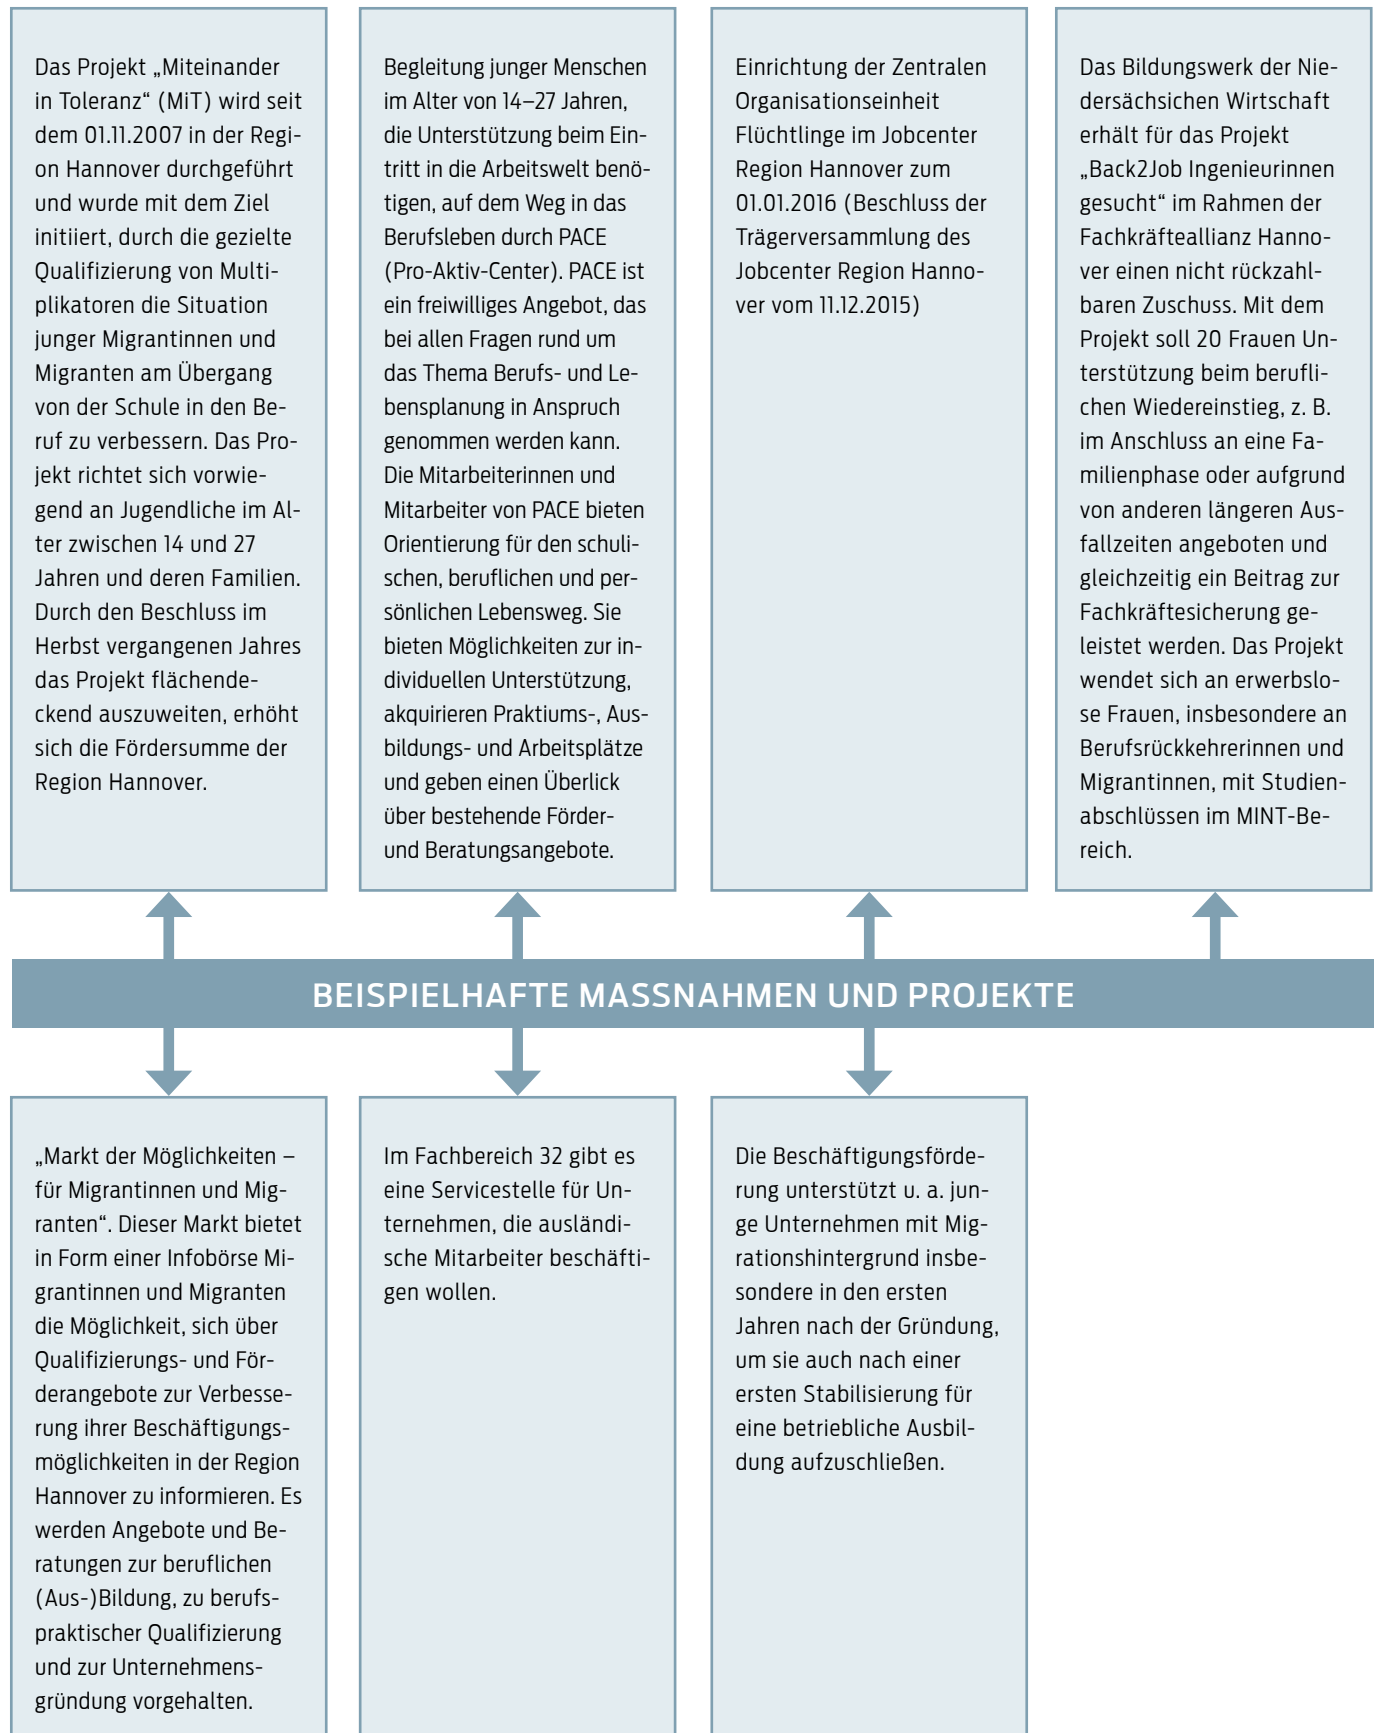 Das Projekt „Miteinander
in Toleranz“ (MiT) wird seit
dem 01.11.2007 in der Regi-
on Hannover durchgeführt
und wurde mit dem Ziel
initiiert, durch die gezielte
Qualifizierung von Multi-
plikatoren die Situation
junger Migrantinnen und
Migranten am Übergang
von der Schule in den Be-
ruf zu verbessern. Das Pro-
jekt richtet sich vorwie-
gend an Jugendliche im Al-
ter zwischen 14 und 27
Jahren und deren Familien.
Durch den Beschluss im
Herbst vergangenen Jahres
das Projekt flächende-
ckend auszuweiten, erhöht
sich die Fördersumme der
Region Hannover.
Begleitung junger Menschen
im Alter von 14–27 Jahren,
die Unterstützung beim Ein-
tritt in die Arbeitswelt benö-
tigen, auf dem Weg in das
Berufsleben durch PACE
(Pro-Aktiv-Center). PACE ist
ein freiwilliges Angebot, das
bei allen Fragen rund um
das Thema Berufs- und Le-
bensplanung in Anspruch
genommen werden kann.
Die Mitarbeiterinnen und
Mitarbeiter von PACE bieten
Orientierung für den schuli-
schen, beruflichen und per-
sönlichen Lebensweg. Sie
bieten Möglichkeiten zur in-
dividuellen Unterstützung,
akquirieren Praktiums-, Aus-
bildungs- und Arbeitsplätze
und geben einen Überlick
über bestehende Förder-
und Beratungsangebote.
Einrichtung der Zentralen
Organisationseinheit
Flüchtlinge im Jobcenter
Region Hannover zum
01.01.2016 (Beschluss der
Trägerversammlung des
Jobcenter Region Hanno-
ver vom 11.12.2015)
Das Bildungswerk der Nie-
dersächsichen Wirtschaft
erhält für das Projekt
„Back2Job Ingenieurinnen
gesucht“ im Rahmen der
Fachkräfteallianz Hanno-
ver einen nicht rückzahl-
baren Zuschuss. Mit dem
Projekt soll 20 Frauen Un-
terstützung beim berufli-
chen Wiedereinstieg, z. B.
im Anschluss an eine Fa-
milienphase oder aufgrund
von anderen längeren Aus-
fallzeiten angeboten und
gleichzeitig ein Beitrag zur
Fachkräftesicherung ge-
leistet werden. Das Projekt
wendet sich an erwerbslo-
se Frauen, insbesondere an
Berufsrückkehrerinnen und
Migrantinnen, mit Studien-
abschlüssen im MINT-Be-
reich.
BEISPIELHAFTE MASSNAHMEN UND PROJEKTE
„Markt der Möglichkeiten –
für Migrantinnen und Mig-
ranten“. Dieser Markt bietet
in Form einer Infobörse Mi-
grantinnen und Migranten
die Möglichkeit, sich über
Qualifizierungs- und För-
derangebote zur Verbesse-
rung ihrer Beschäftigungs-
möglichkeiten in der Region
Hannover zu informieren. Es
werden Angebote und Be-
ratungen zur beruflichen
(Aus-)Bildung, zu berufs-
praktischer Qualifizierung
und zur Unternehmens-
gründung vorgehalten.
Im Fachbereich 32 gibt es
eine Servicestelle für Un-
ternehmen, die ausländi-
sche Mitarbeiter beschäfti-
gen wollen.
Die Beschäftigungsförde-
rung unterstützt u. a. jun-
ge Unternehmen mit Mig-
rationshintergrund insbe-
sondere in den ersten
Jahren nach der Gründung,
um sie auch nach einer
ersten Stabilisierung für
eine betriebliche Ausbil-
dung aufzuschließen.